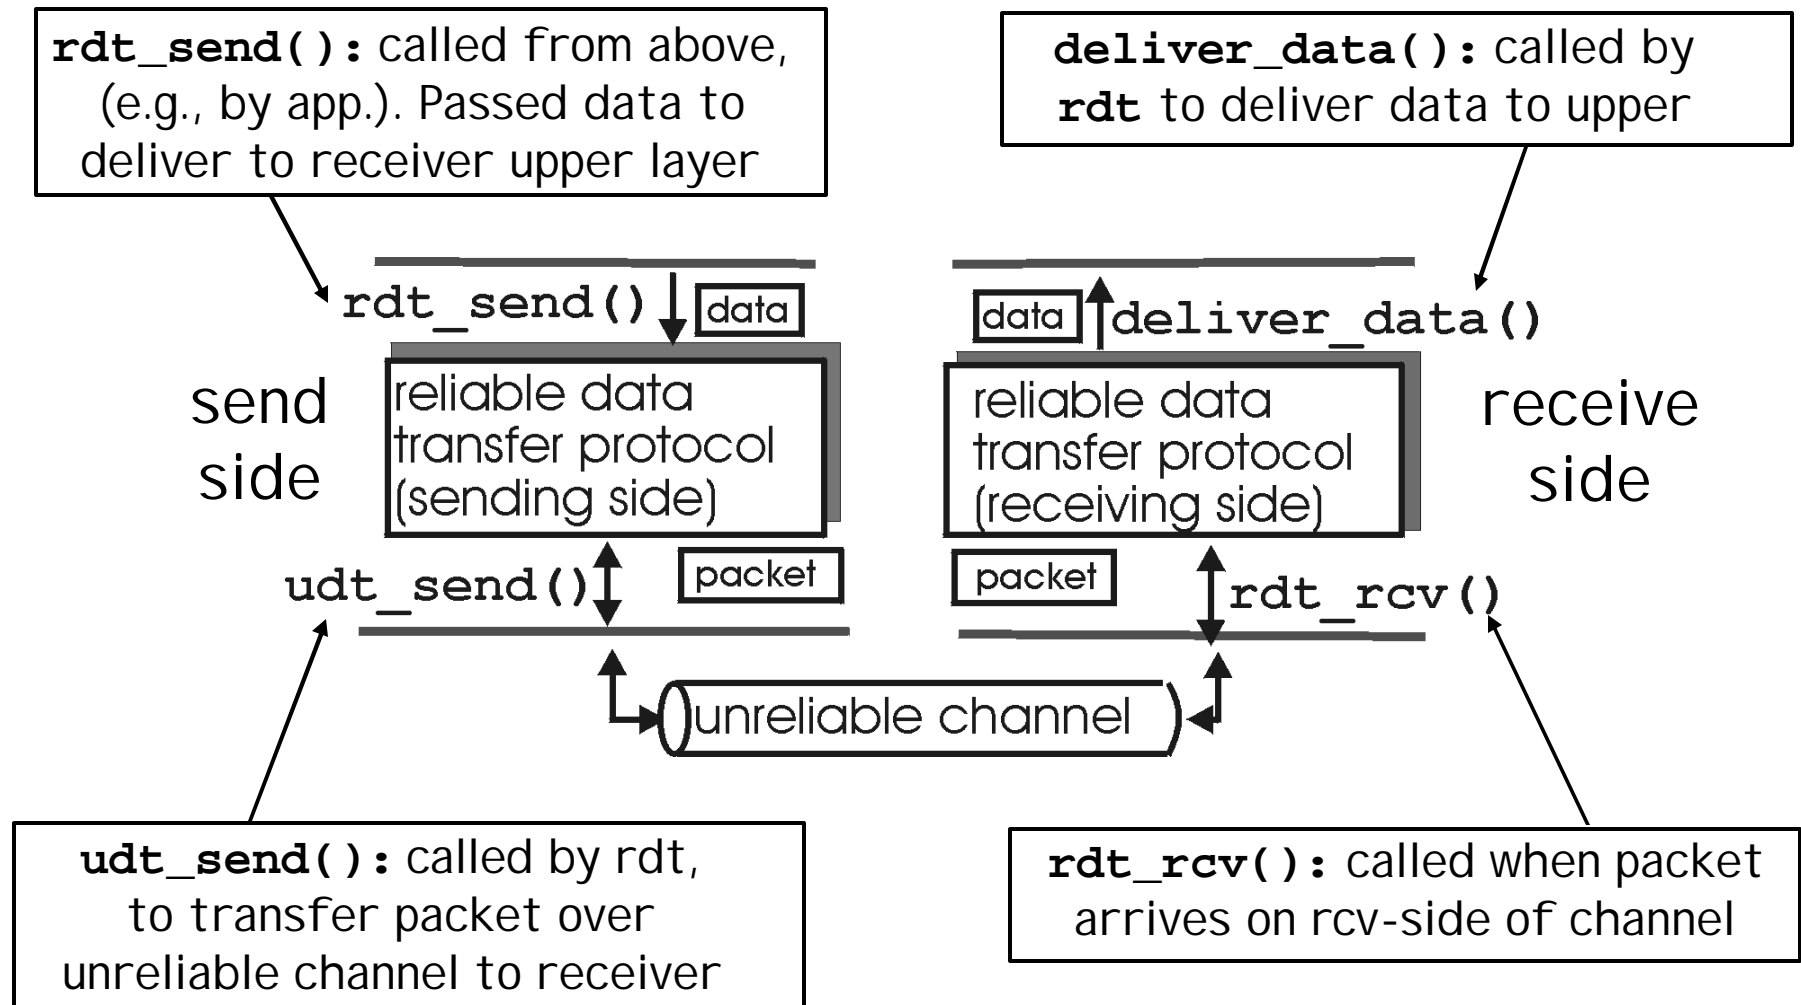 rdt_send(): called from above,
(e.g., by app.). Passed data to
deliver to receiver upper layer
deliver_data(): called by
rdt to deliver data to upper
rdt_send()
data
data
deliver_data()
send
side
reliable data
transfer protocol
(sending side)
reliable data
transfer protocol
(receiving side)
receive
side
udt_send()
packet
packet
rdt_rcv()
unreliable channel
udt_send(): called by rdt,
to transfer packet over
unreliable channel to receiver
rdt_rcv(): called when packet
arrives on rcv-side of channel